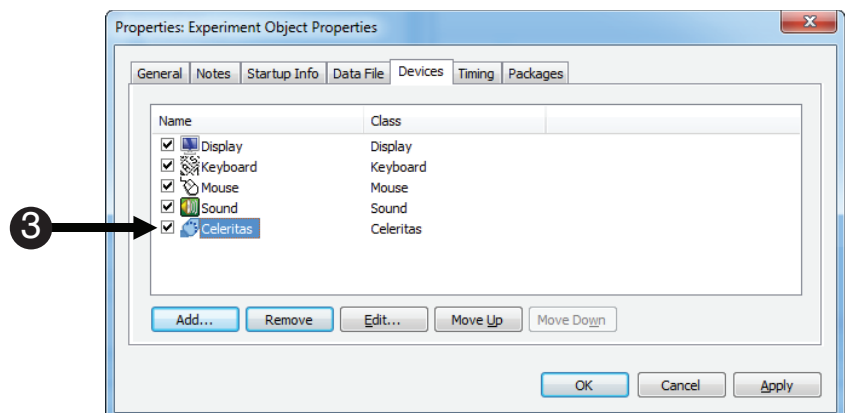 Properties: Experiment Object Properties
General Notes Startup Info Data File Devices Timing Packages
Name Class
Display Display
Keyboard Keyboard
Mouse Mouse
Sound Sound
3 Celeritas Celeritas
Add... Remove Edit... Move Up Move Down
OK Cancel Apply